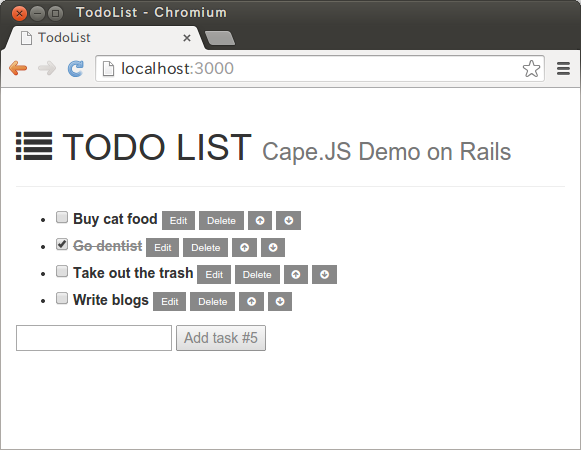 TodoList - Chromium
TodoList
localhost:3000
TODO LIST Cape.JS Demo on Rails
Buy cat food Edit Delete
Go dentist Edit Delete
Take out the trash Edit Delete
Write blogs Edit Delete
Add task #5